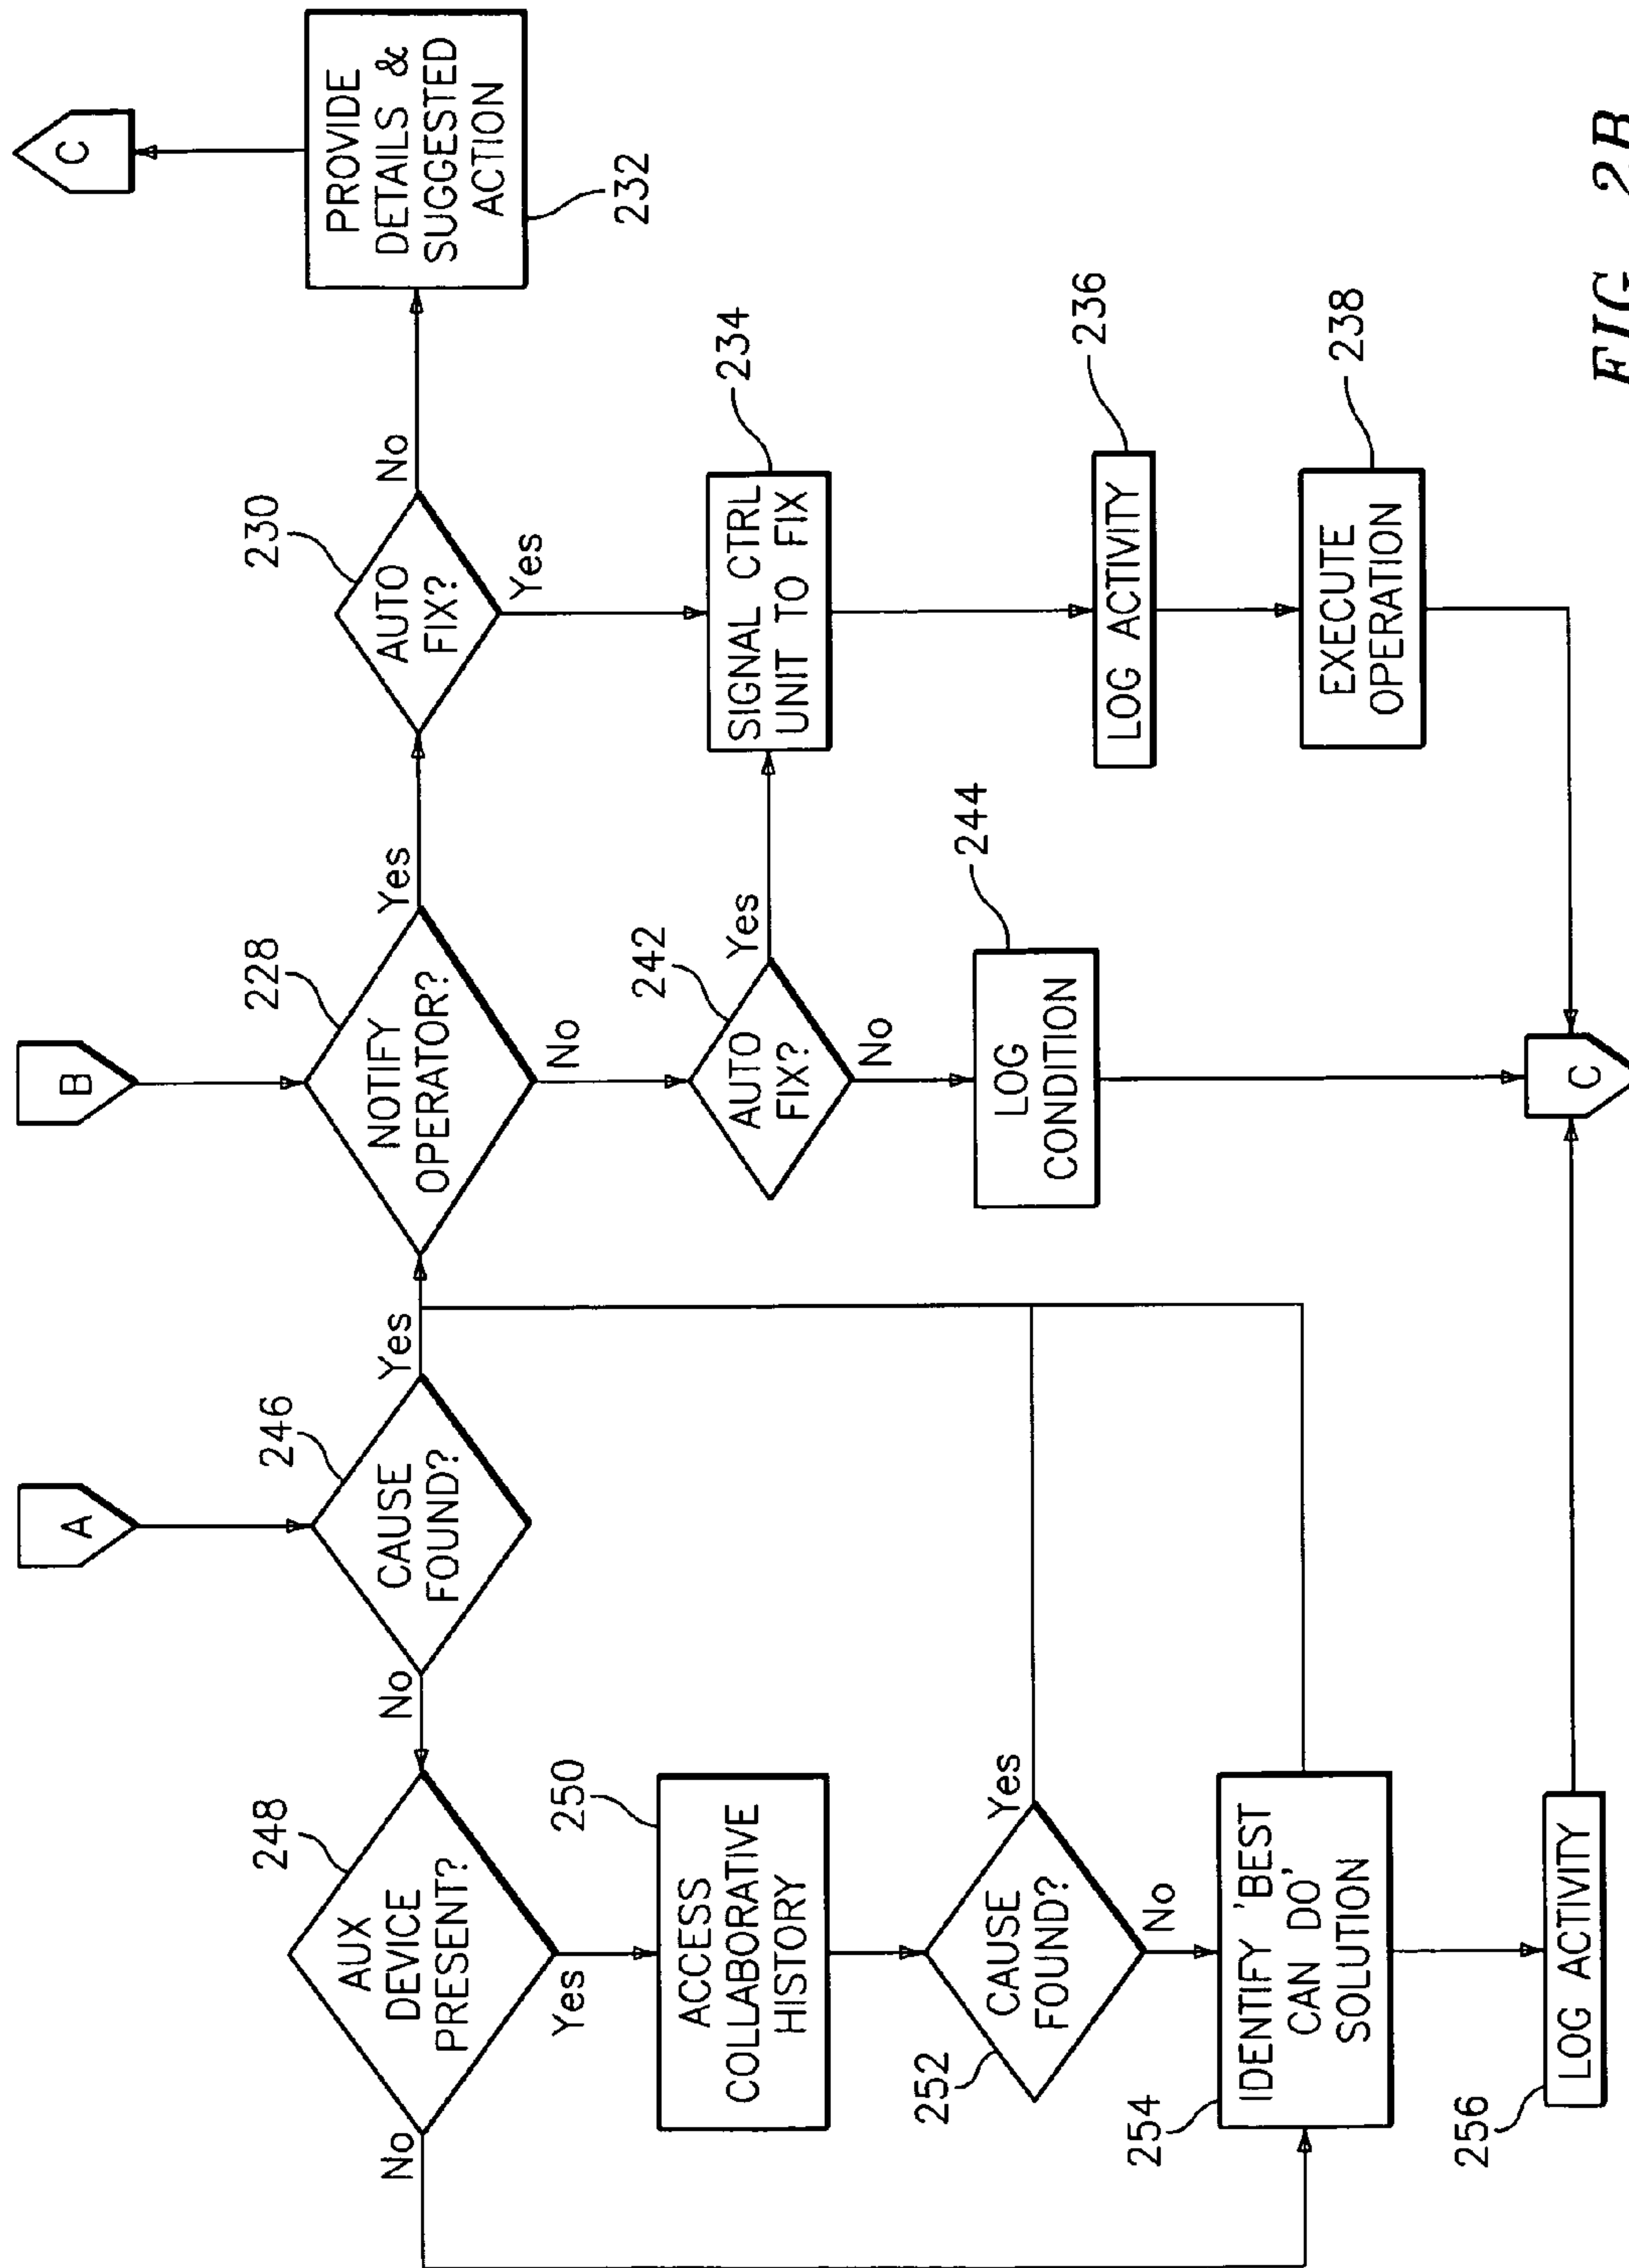 A
B
C
246
CAUSE
FOUND?
Yes
No
228
NOTIFY
OPERATOR?
Yes
No
230
AUTO
FIX?
No
Yes
PROVIDE
DETAILS &
SUGGESTED
ACTION
232
248
AUX
DEVICE
PRESENT?
No
Yes
250
ACCESS
COLLABORATIVE
HISTORY
242
AUTO
FIX?
Yes
No
SIGNAL CTRL
UNIT TO FIX
234
252
CAUSE
FOUND?
Yes
No
LOG
CONDITION
244
LOG ACTIVITY
236
254
IDENTIFY 'BEST
CAN DO'
SOLUTION
EXECUTE
OPERATION
238
256
LOG ACTIVITY
C
FIG. 2B